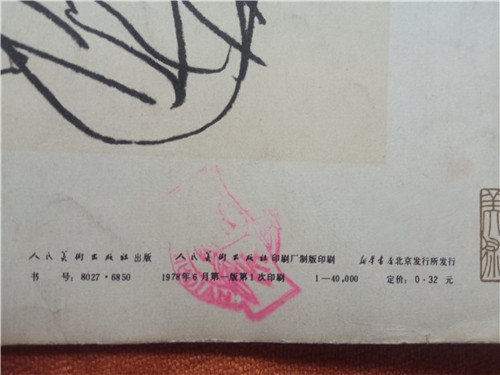 人民美術出版社出版 人民美術出版社印刷厂制版印刷 新华書店北京发行所发行
书 号: 8027·6850 1978年6月第一版第1次印刷 1—40,000 定价: 0·32 元